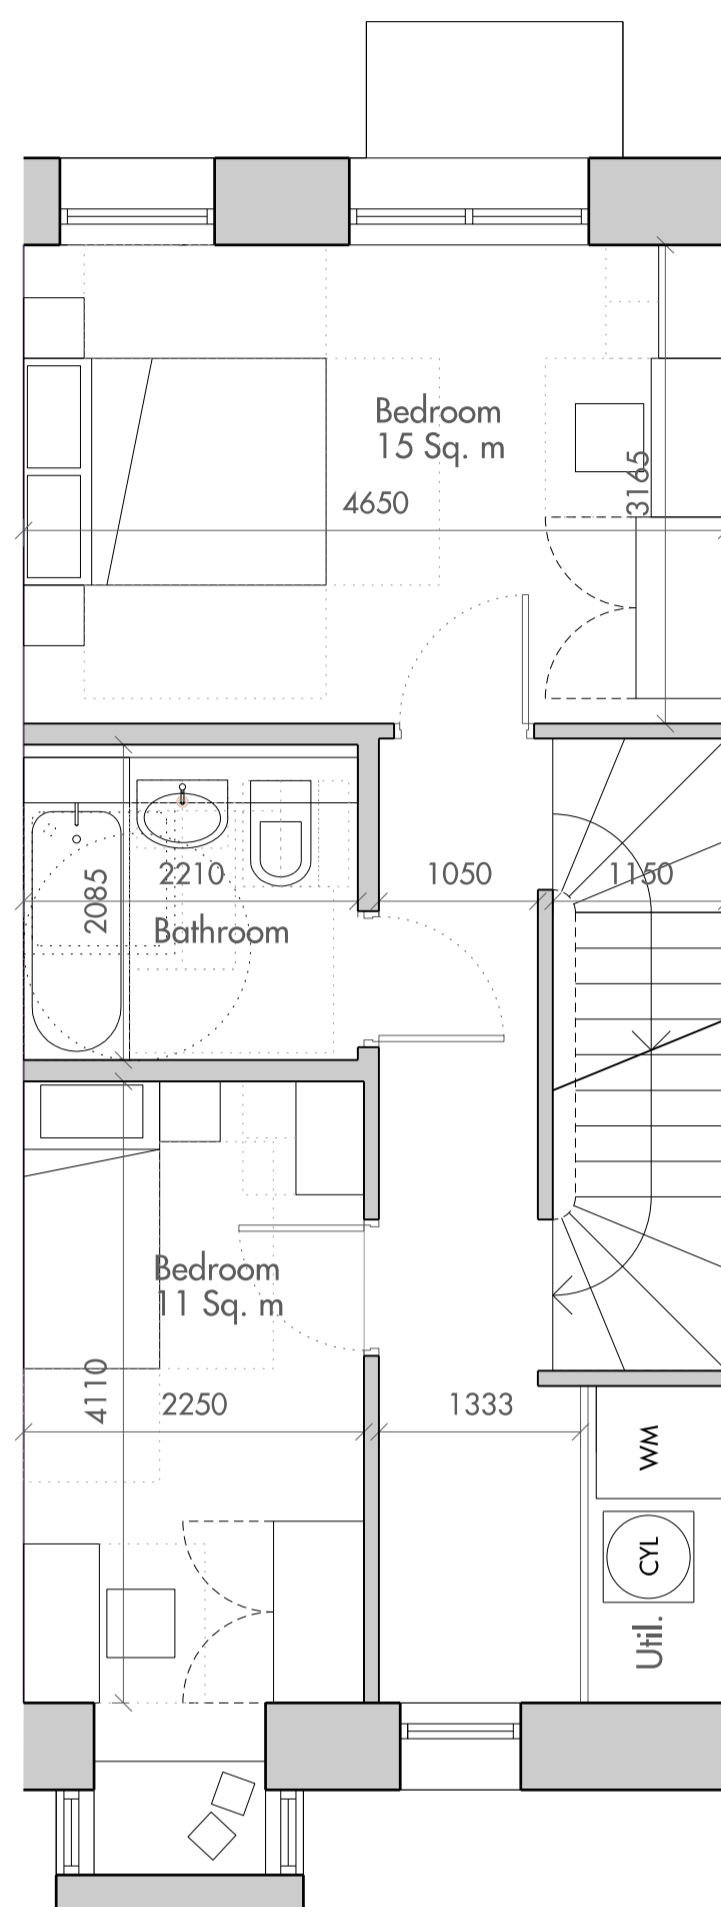 Bedroom
15 Sq. m
4650
3165
2210
1050
1150
2085
Bathroom
Bedroom
11 Sq. m
4110
2250
1333
WM
CYL
Util.